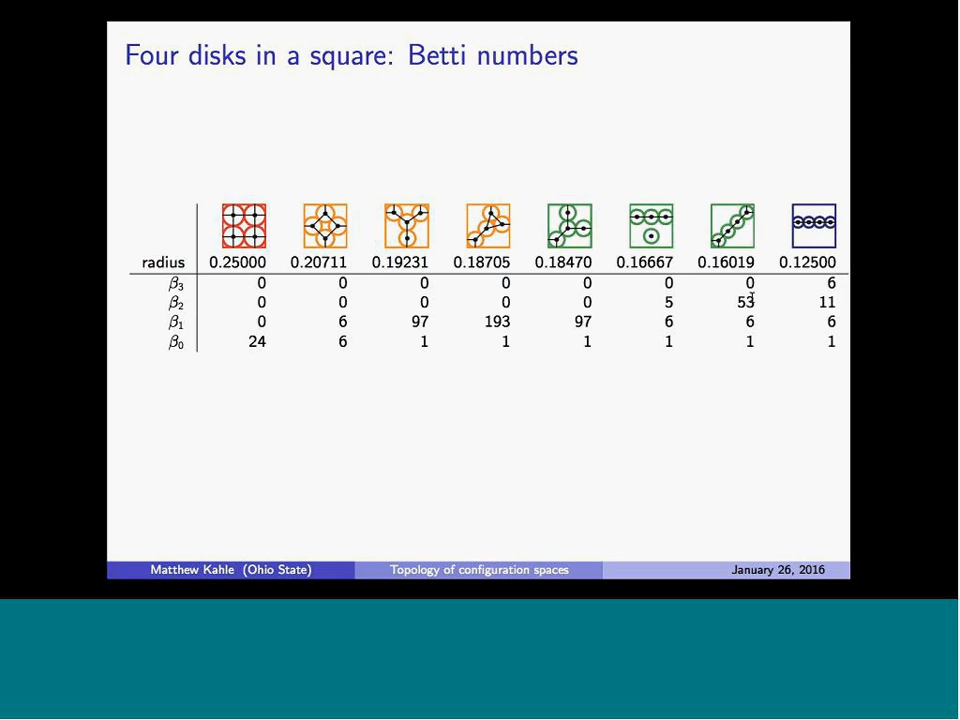 Four disks in a square: Betti numbers
radius 0.25000 0.20711 0.19231 0.18705 0.18470 0.16667 0.16019 0.12500
β₃ 0 0 0 0 0 0 0 6
β₂ 0 0 0 0 0 5 53 11
β₁ 0 6 97 193 97 6 6 6
β₀ 24 6 1 1 1 1 1 1
Matthew Kahle (Ohio State) Topology of configuration spaces January 26, 2016